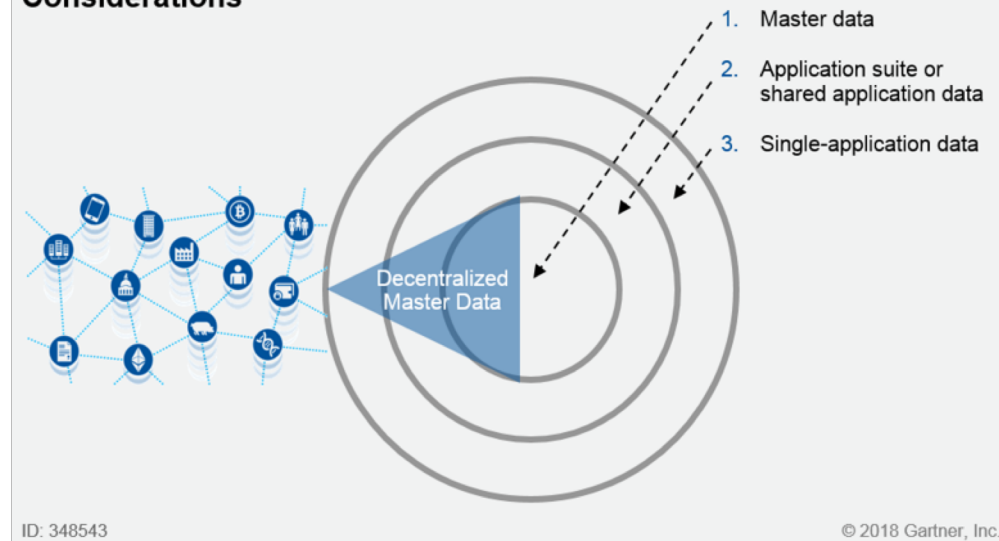 Considerations
1. Master data
2. Application suite or
shared application data
3. Single-application data
Decentralized
Master Data
ID: 348543
© 2018 Gartner, Inc.